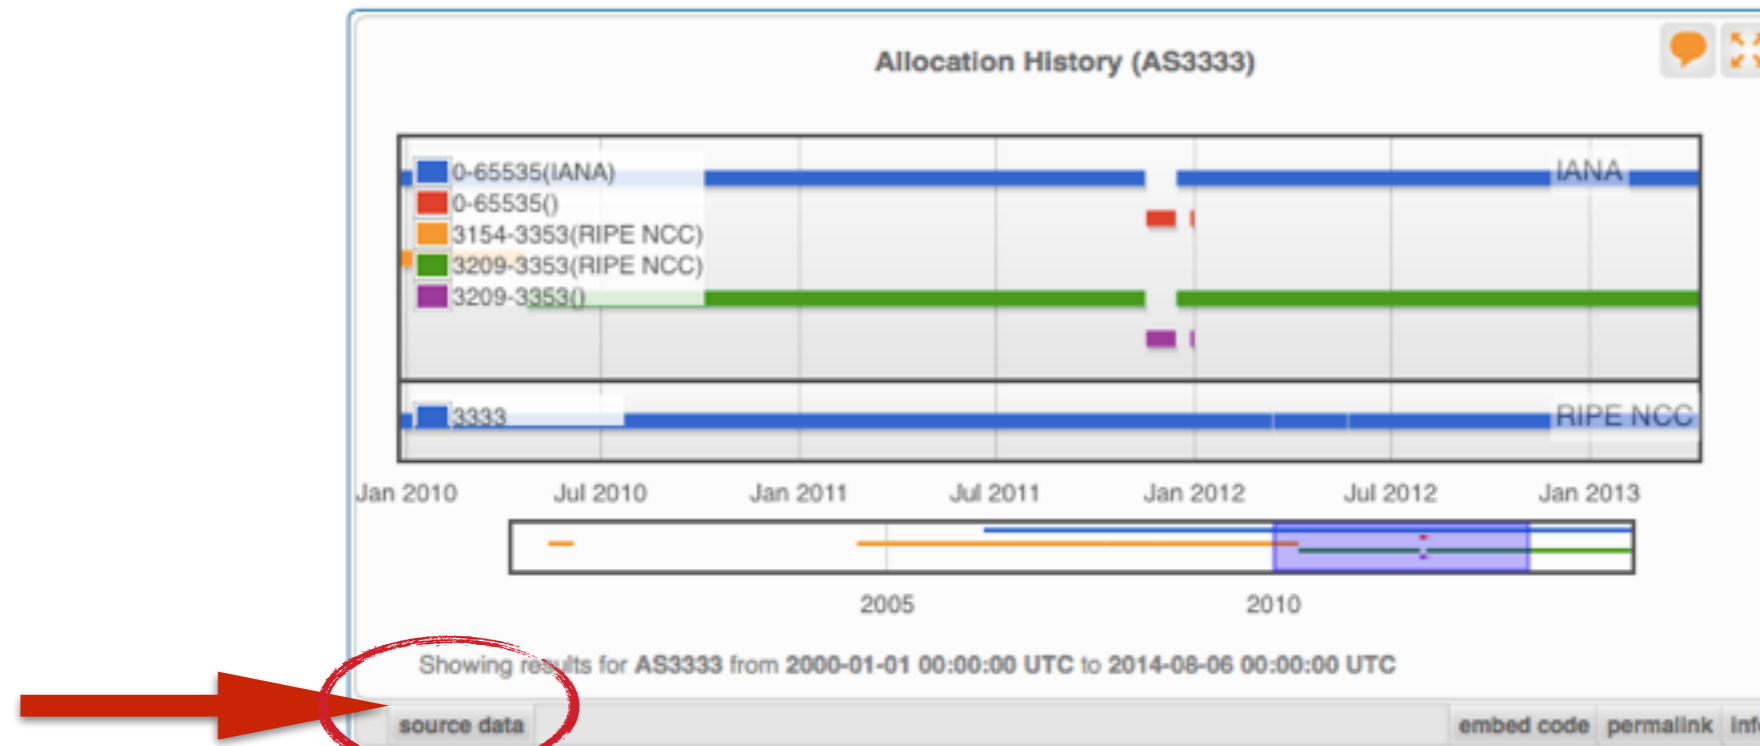 Allocation History (AS3333)
0-65535(IANA)
IANA
0-65535()
3154-3353(RIPE NCC)
3209-3353(RIPE NCC)
3209-3353()
3333
RIPE NCC
Jan 2010 Jul 2010 Jan 2011 Jul 2011 Jan 2012 Jul 2012 Jan 2013
2005 2010
Showing results for AS3333 from 2000-01-01 00:00:00 UTC to 2014-08-06 00:00:00 UTC
source data embed code permalink